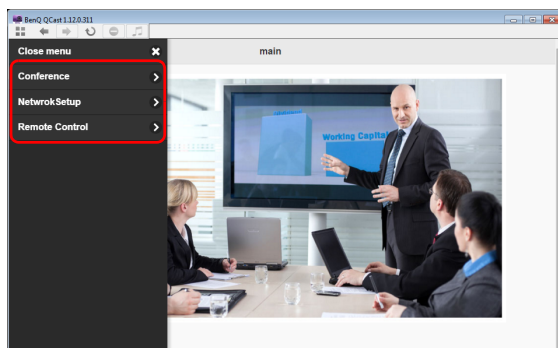 BenQ QCast 1.12.0.311
Close menu
main
Conference
NetwrokSetup
Remote Control
Working Capital